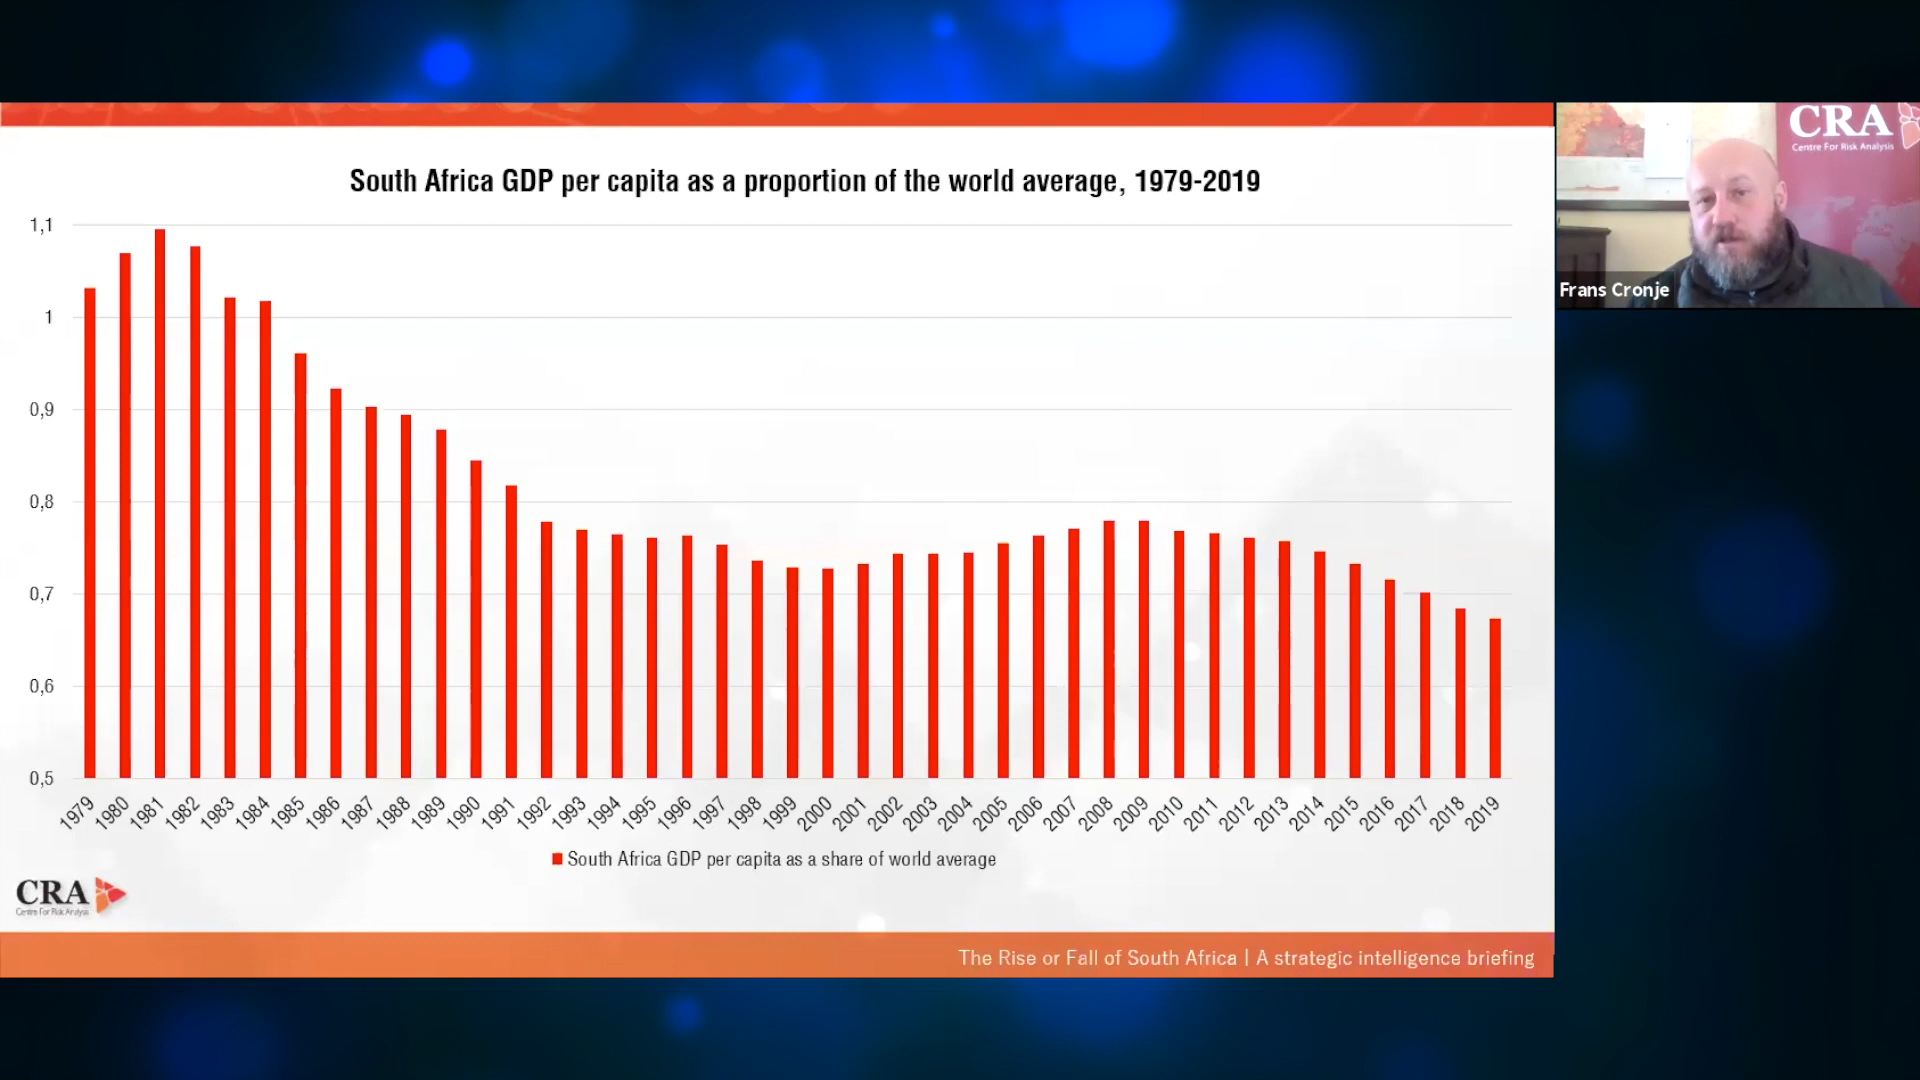 South Africa GDP per capita as a proportion of the world average, 1979-2019
1,1
1
0,9
0,8
0,7
0,6
0,5
1979 1980 1981 1982 1983 1984 1985 1986 1987 1988 1989 1990 1991 1992 1993 1994 1995 1996 1997 1998 1999 2000 2001 2002 2003 2004 2005 2006 2007 2008 2009 2010 2011 2012 2013 2014 2015 2016 2017 2018 2019
South Africa GDP per capita as a share of world average
CRA
Centre For Risk Analysis
The Rise or Fall of South Africa | A strategic intelligence briefing
CRA
Centre For Risk Analysis
Frans Cronje